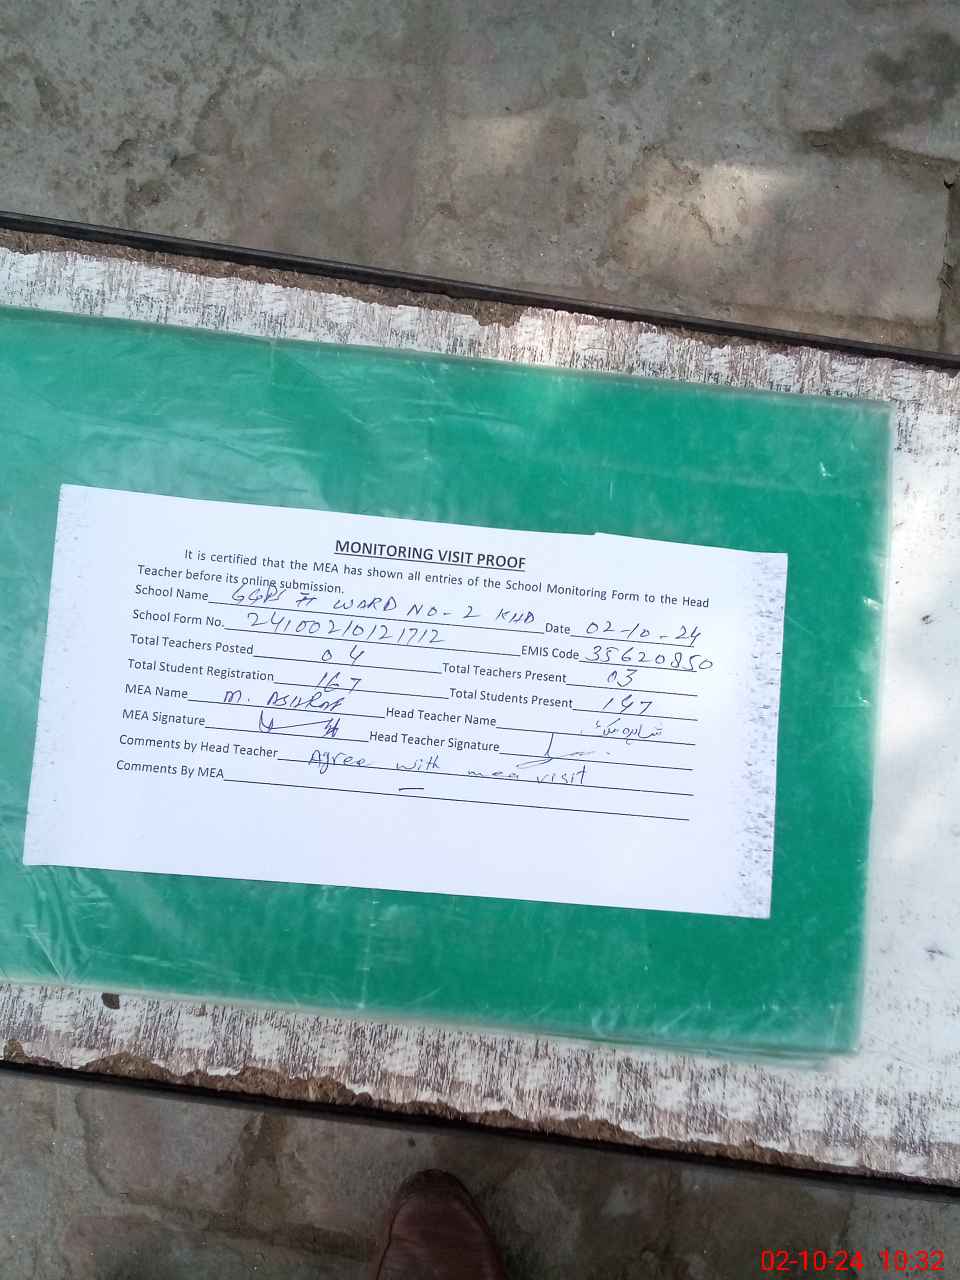 MONITORING VISIT PROOF
It is certified that the MEA has shown all entries of the School Monitoring Form to the Head
Teacher before its online submission.
School Name WARD NO-2 KHD Date 02-10-24
School Form No. 24100210121712 EMIS Code 35620850
Total Teachers Posted 04 Total Teachers Present 03
Total Student Registration 167 Total Students Present 147
MEA Name M. ASHRAF Head Teacher Name
MEA Signature Head Teacher Signature
Comments by Head Teacher Agree with mea visit
Comments By MEA —
02-10-24 10:32